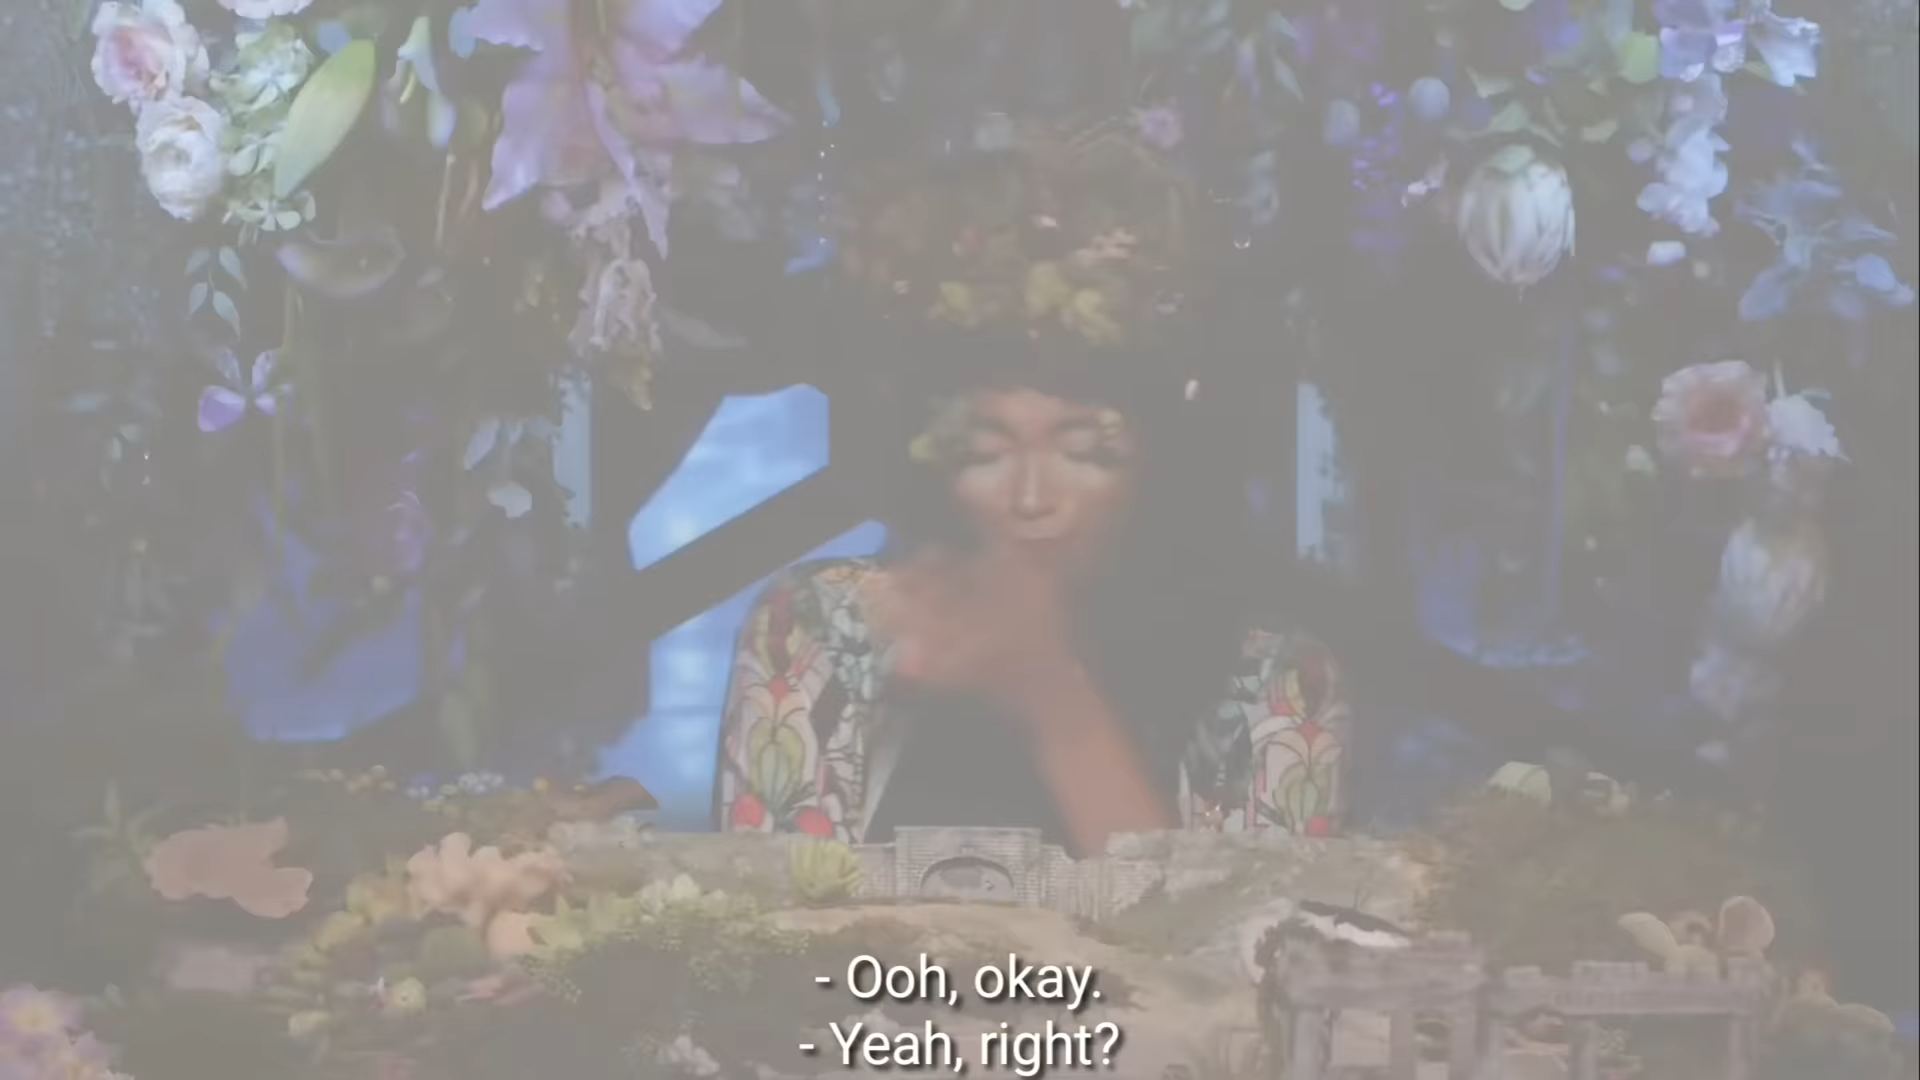 - Ooh, okay.
- Yeah, right?